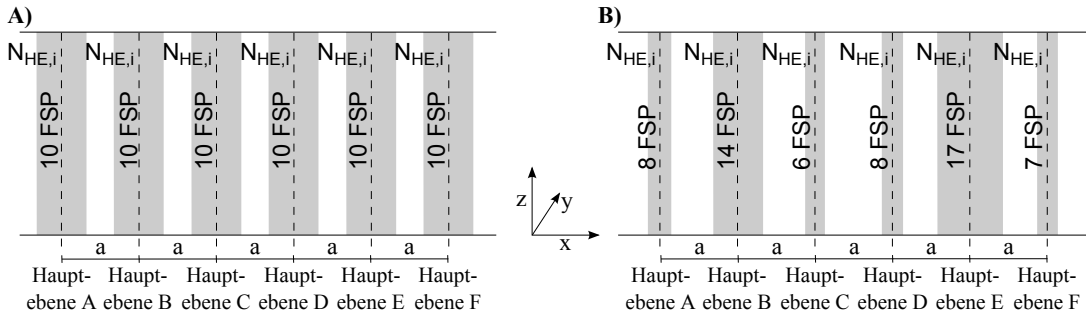 A)
N_HE,i N_HE,i N_HE,i N_HE,i N_HE,i N_HE,i
10 FSP 10 FSP 10 FSP 10 FSP 10 FSP 10 FSP
a a a a a
Haupt- Haupt- Haupt- Haupt- Haupt- Haupt-
ebene A ebene B ebene C ebene D ebene E ebene F
z y
x
B)
N_HE,i N_HE,i N_HE,i N_HE,i N_HE,i N_HE,i
8 FSP 14 FSP 6 FSP 8 FSP 17 FSP 7 FSP
a a a a a
Haupt- Haupt- Haupt- Haupt- Haupt- Haupt-
ebene A ebene B ebene C ebene D ebene E ebene F